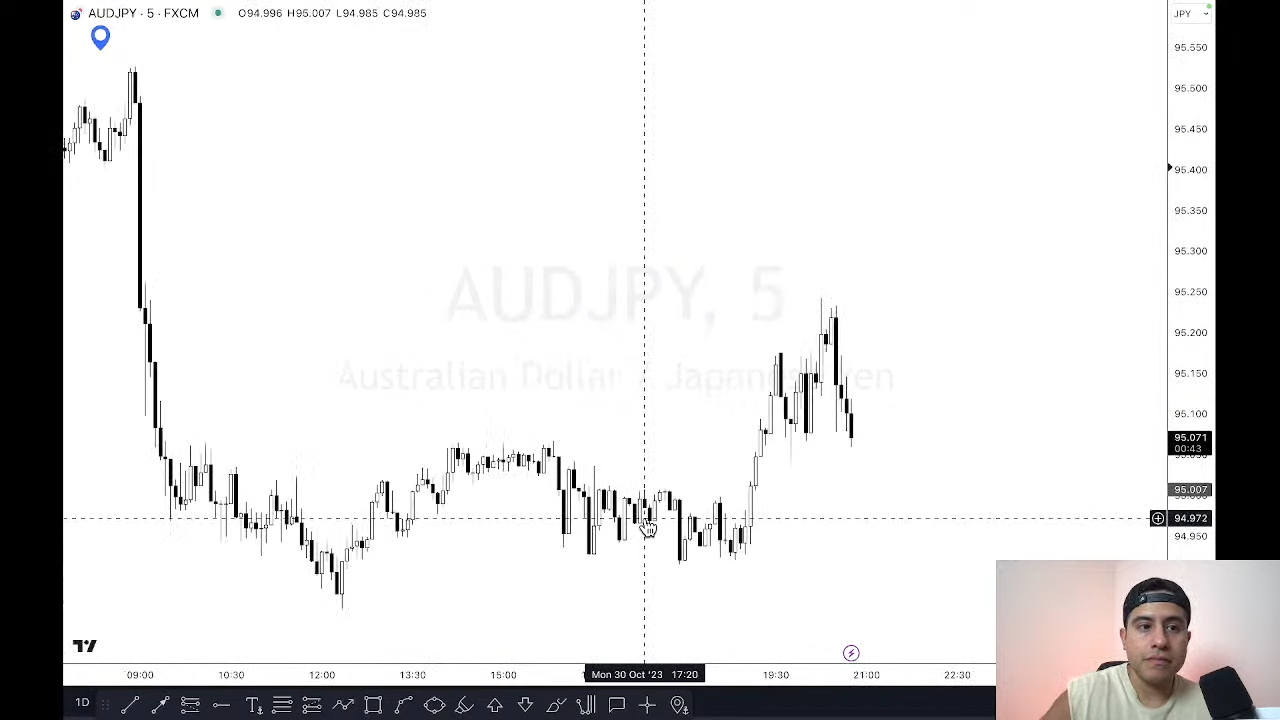 AUDJPY · 5 · FXCM O94.996 H95.007 L94.985 C94.985
JPY
95.550
95.500
95.450
95.400
95.350
95.300
95.250
95.200
95.150
95.100
95.071
00:43
95.007
94.972
94.950
AUDJPY, 5
Australian Dollar / Japanese Yen
09:00 10:30 12:00 13:30 15:00 Mon 30 Oct '23 17:20 19:30 21:00 22:30
1D